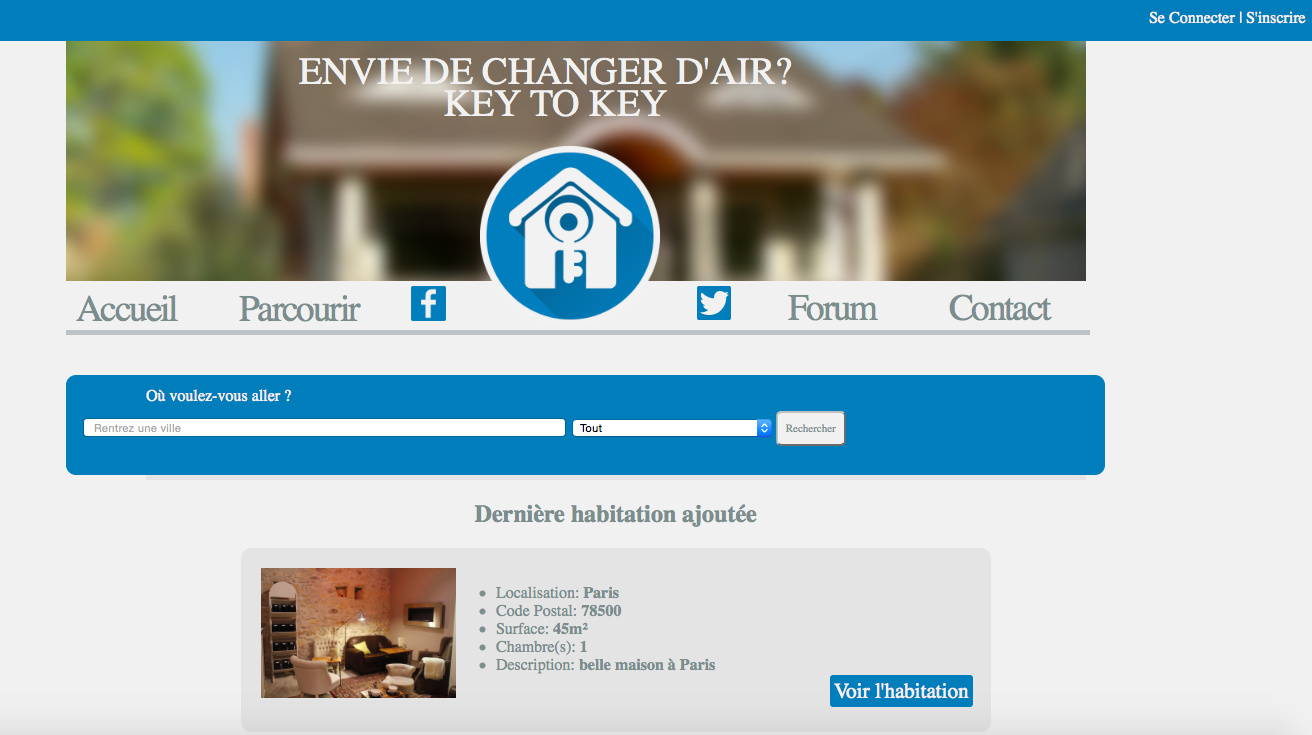 Se Connecter | S'inscrire
ENVIE DE CHANGER D'AIR?
KEY TO KEY
Accueil
Parcourir
Forum
Contact
Où voulez-vous aller ?
Rentrez une ville
Tout
Rechercher
Dernière habitation ajoutée
Localisation: Paris
Code Postal: 78500
Surface: 45m²
Chambre(s): 1
Description: belle maison à Paris
Voir l'habitation